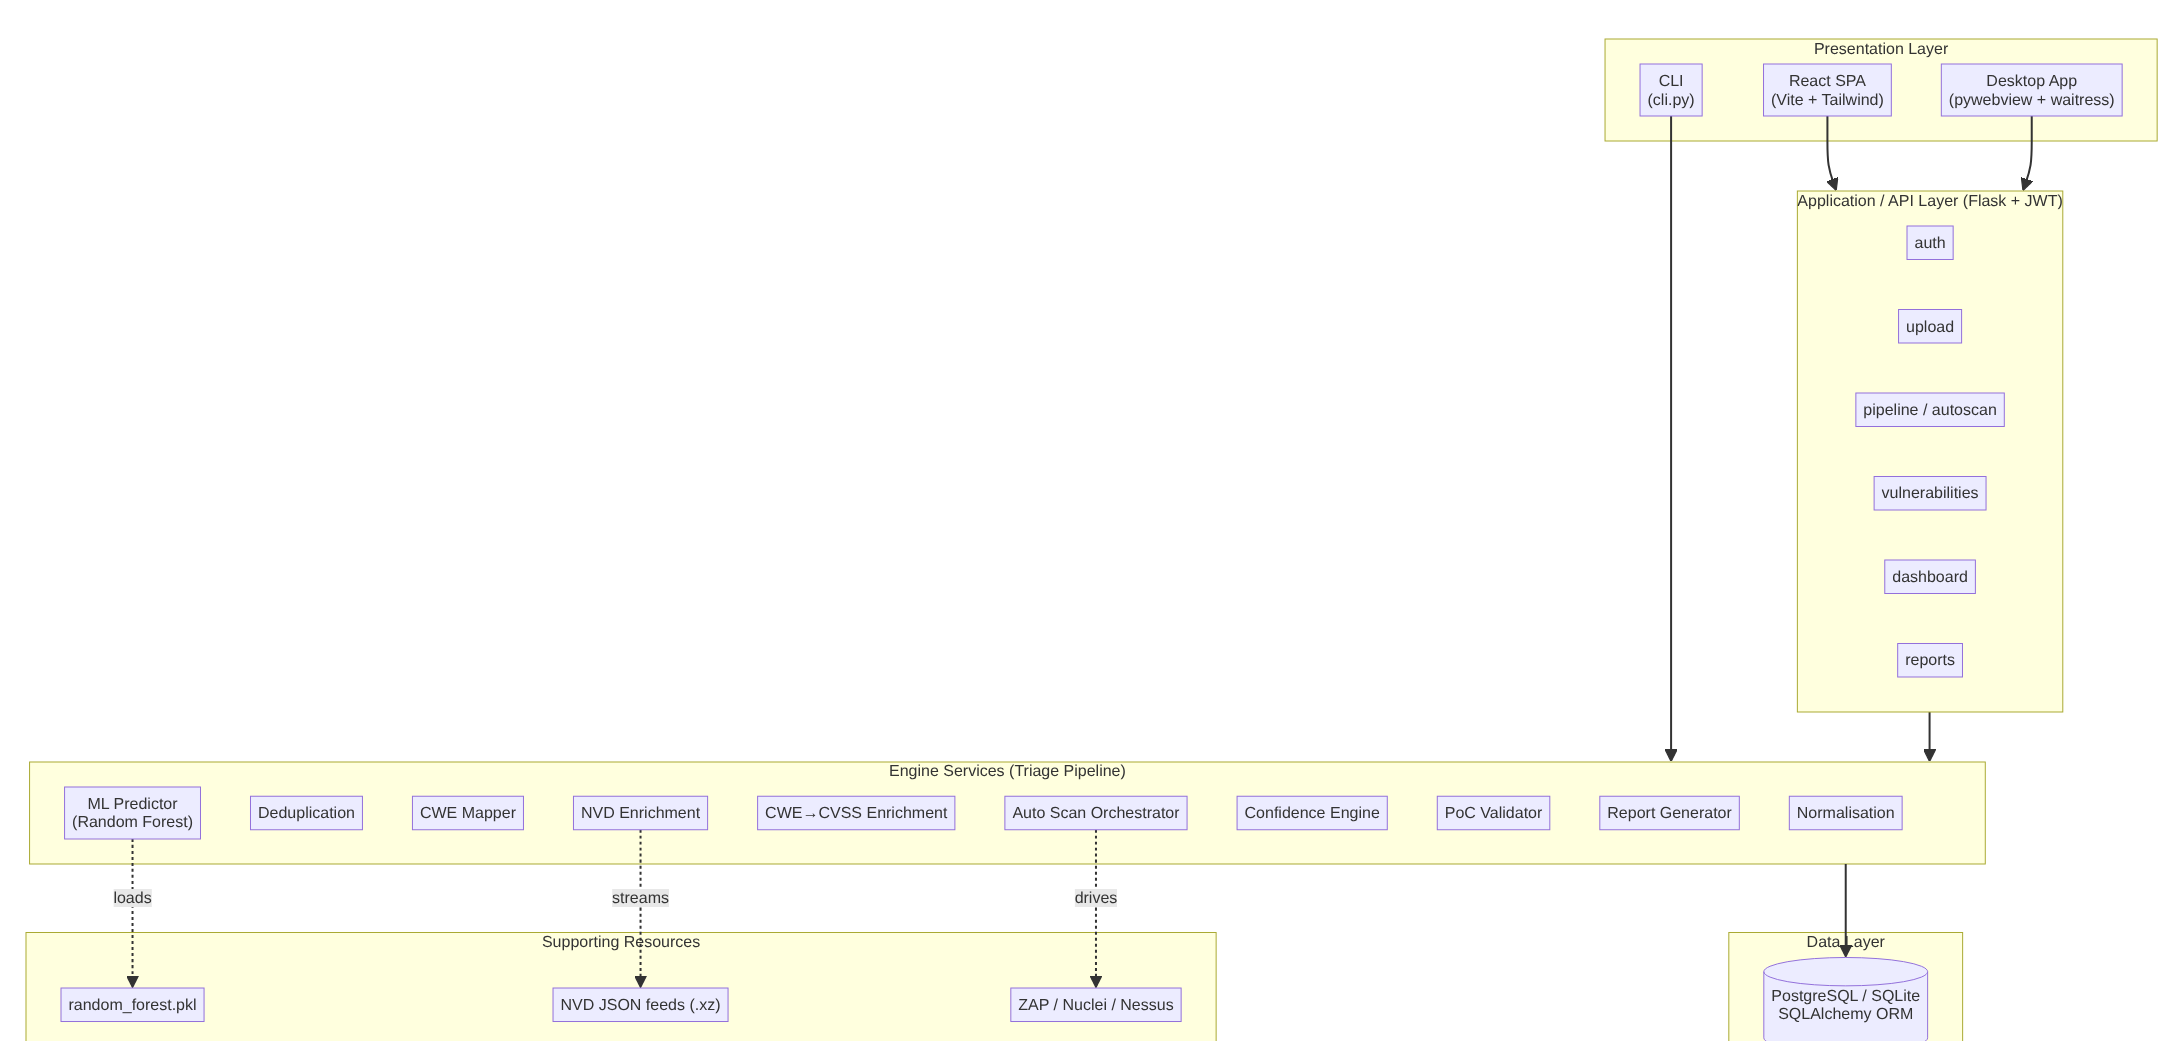 Presentation Layer
CLI
(cli.py)
React SPA
(Vite + Tailwind)
Desktop App
(pywebview + waitress)
Application / API Layer (Flask + JWT)
auth
upload
pipeline / autoscan
vulnerabilities
dashboard
reports
Engine Services (Triage Pipeline)
ML Predictor
(Random Forest)
Deduplication
CWE Mapper
NVD Enrichment
CWE→CVSS Enrichment
Auto Scan Orchestrator
Confidence Engine
PoC Validator
Report Generator
Normalisation
loads
streams
drives
Supporting Resources
random_forest.pkl
NVD JSON feeds (.xz)
ZAP / Nuclei / Nessus
Data Layer
PostgreSQL / SQLite
SQLAlchemy ORM